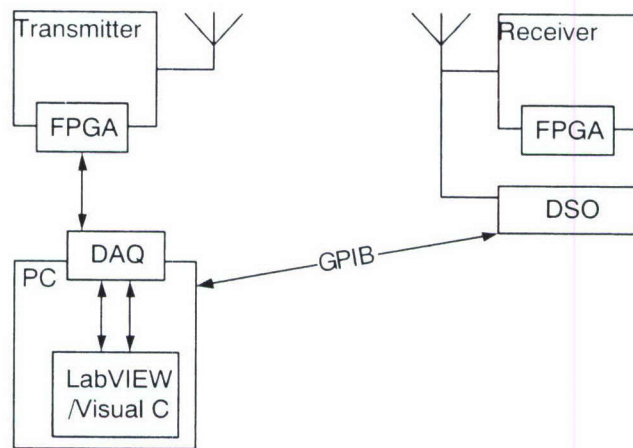 Transmitter
Receiver
FPGA
FPGA
DSO
DAQ
GPIB
PC
LabVIEW
/Visual C